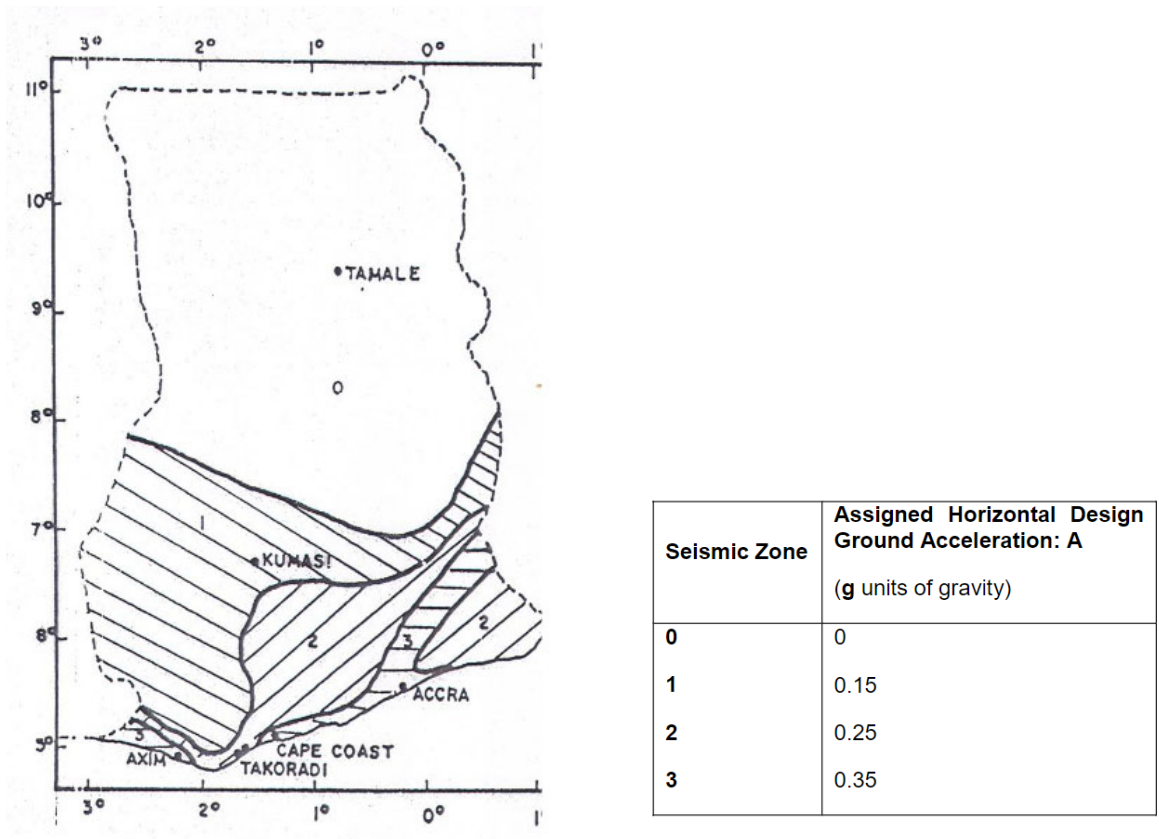 3° 2° 1° 0° 1
11°
10°
TAMALE
9°
0
8°
1
7°
KUMASI
8°
2
3
2
ACCRA
3
5°
CAPE COAST
AXIM
TAKORADI
3° 2° 1° 0° 1
Seismic Zone
Assigned Horizontal Design
Ground Acceleration: A
(g units of gravity)
0 0
1 0.15
2 0.25
3 0.35